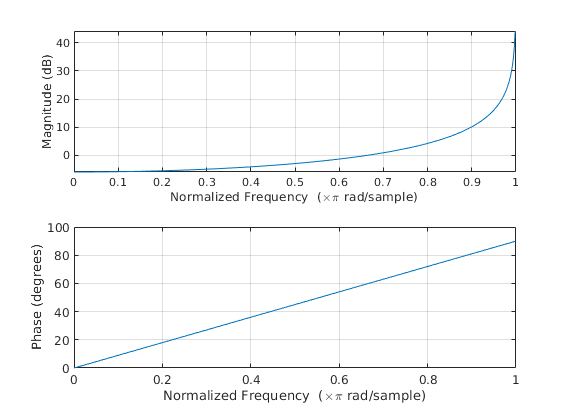 40
30
20
10
0
Magnitude (dB)
0 0.1 0.2 0.3 0.4 0.5 0.6 0.7 0.8 0.9 1
Normalized Frequency (×π rad/sample)
100
80
60
40
20
0
Phase (degrees)
0 0.2 0.4 0.6 0.8 1
Normalized Frequency (×π rad/sample)